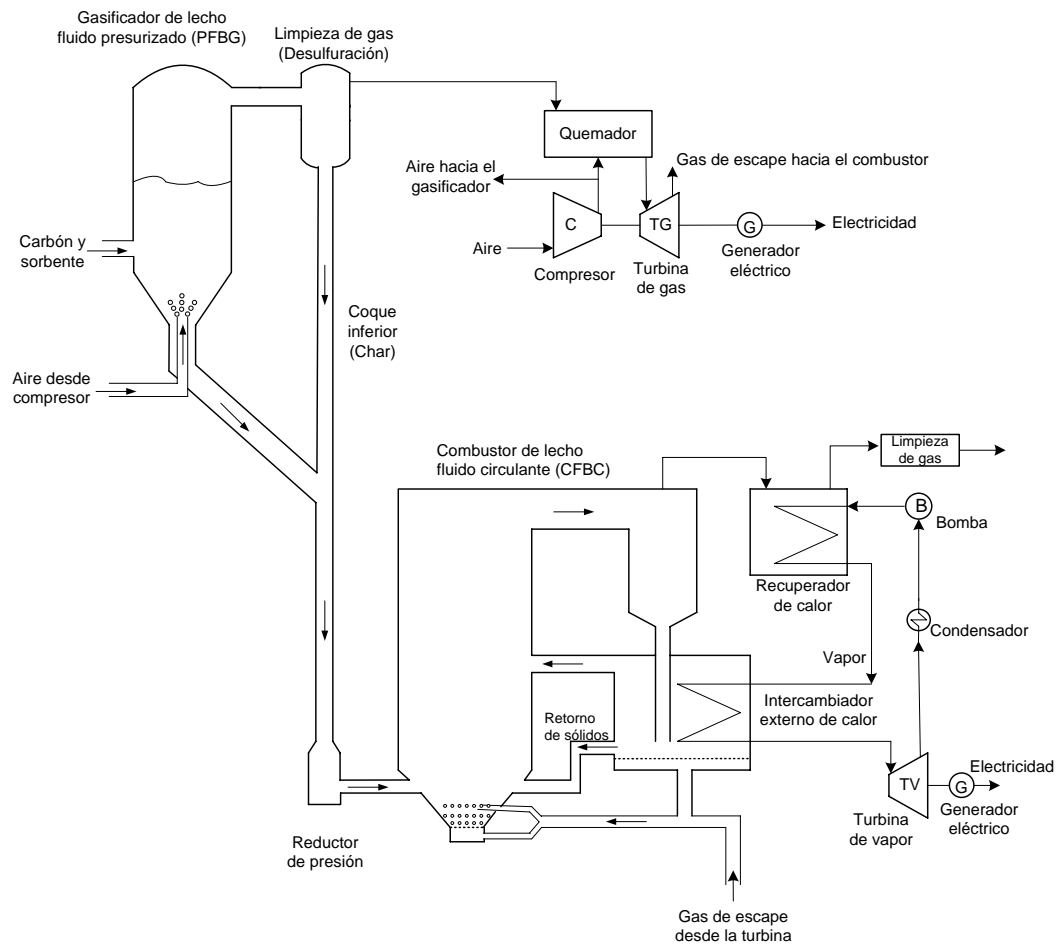 Gasificador de lecho
fluido presurizado (PFBG)
Limpieza de gas
(Desulfuración)
Quemador
Aire hacia el
gasificador
Gas de escape hacia el combustor
C
TG
G
Electricidad
Aire
Compresor
Turbina
de gas
Generador
eléctrico
Carbón y
sorbente
Coque
inferior
(Char)
Aire desde
compresor
Combustor de lecho
fluido circulante (CFBC)
Limpieza
de gas
B
Bomba
Recuperador
de calor
Condensador
Vapor
Intercambiador
externo de calor
Retorno
de sólidos
TV
G
Electricidad
Turbina
de vapor
Generador
eléctrico
Reductor
de presión
Gas de escape
desde la turbina